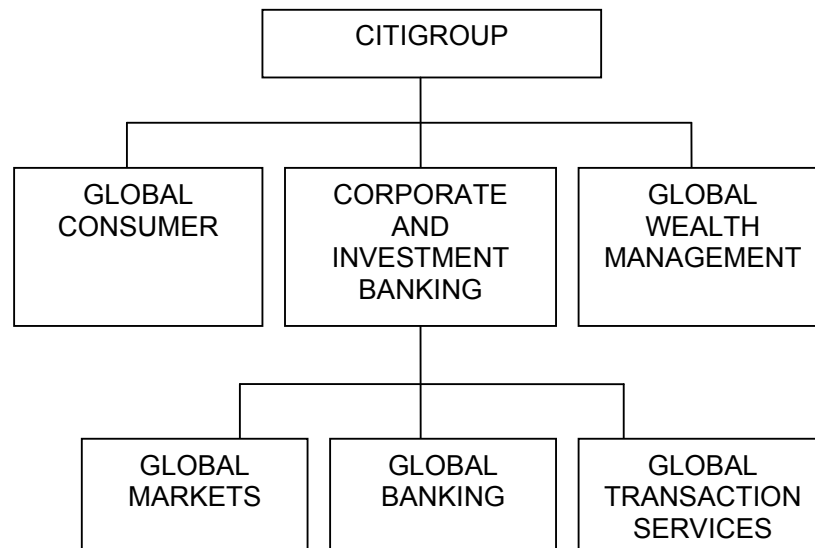 CITIGROUP
GLOBAL
CONSUMER
CORPORATE
AND
INVESTMENT
BANKING
GLOBAL
WEALTH
MANAGEMENT
GLOBAL
MARKETS
GLOBAL
BANKING
GLOBAL
TRANSACTION
SERVICES